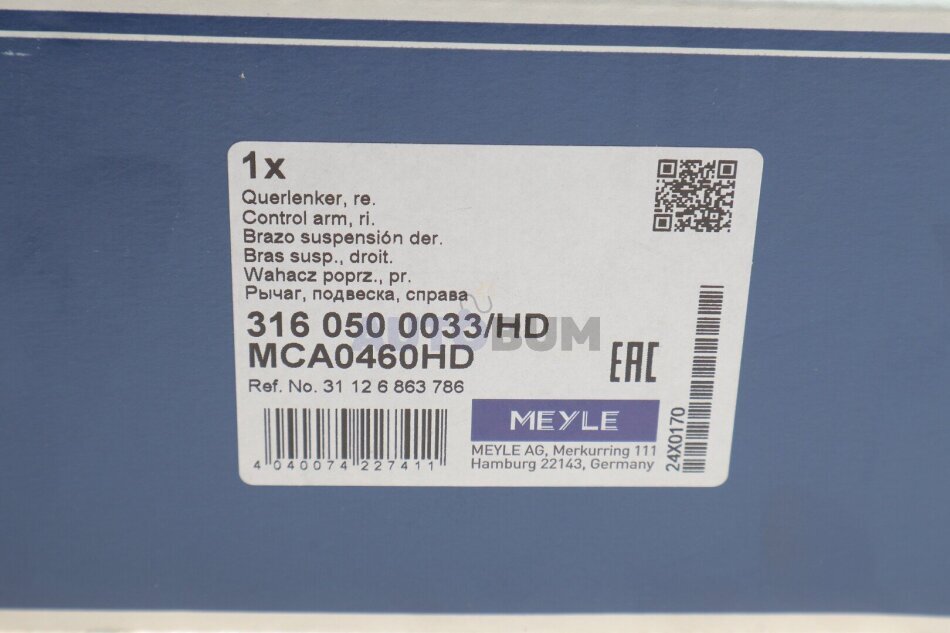 1x
Querlenker, re.
Control arm, ri.
Brazo suspensión der.
Bras susp., droit.
Wahacz poprz., pr.
Рычаг, подвеска, справа
316 050 0033/HD
AUTOBUM
MCA0460HD
EAC
Ref. No. 31 12 6 863 786
MEYLE
MEYLE AG, Merkurring 111
Hamburg 22143, Germany
4 040074 227411
24X0170